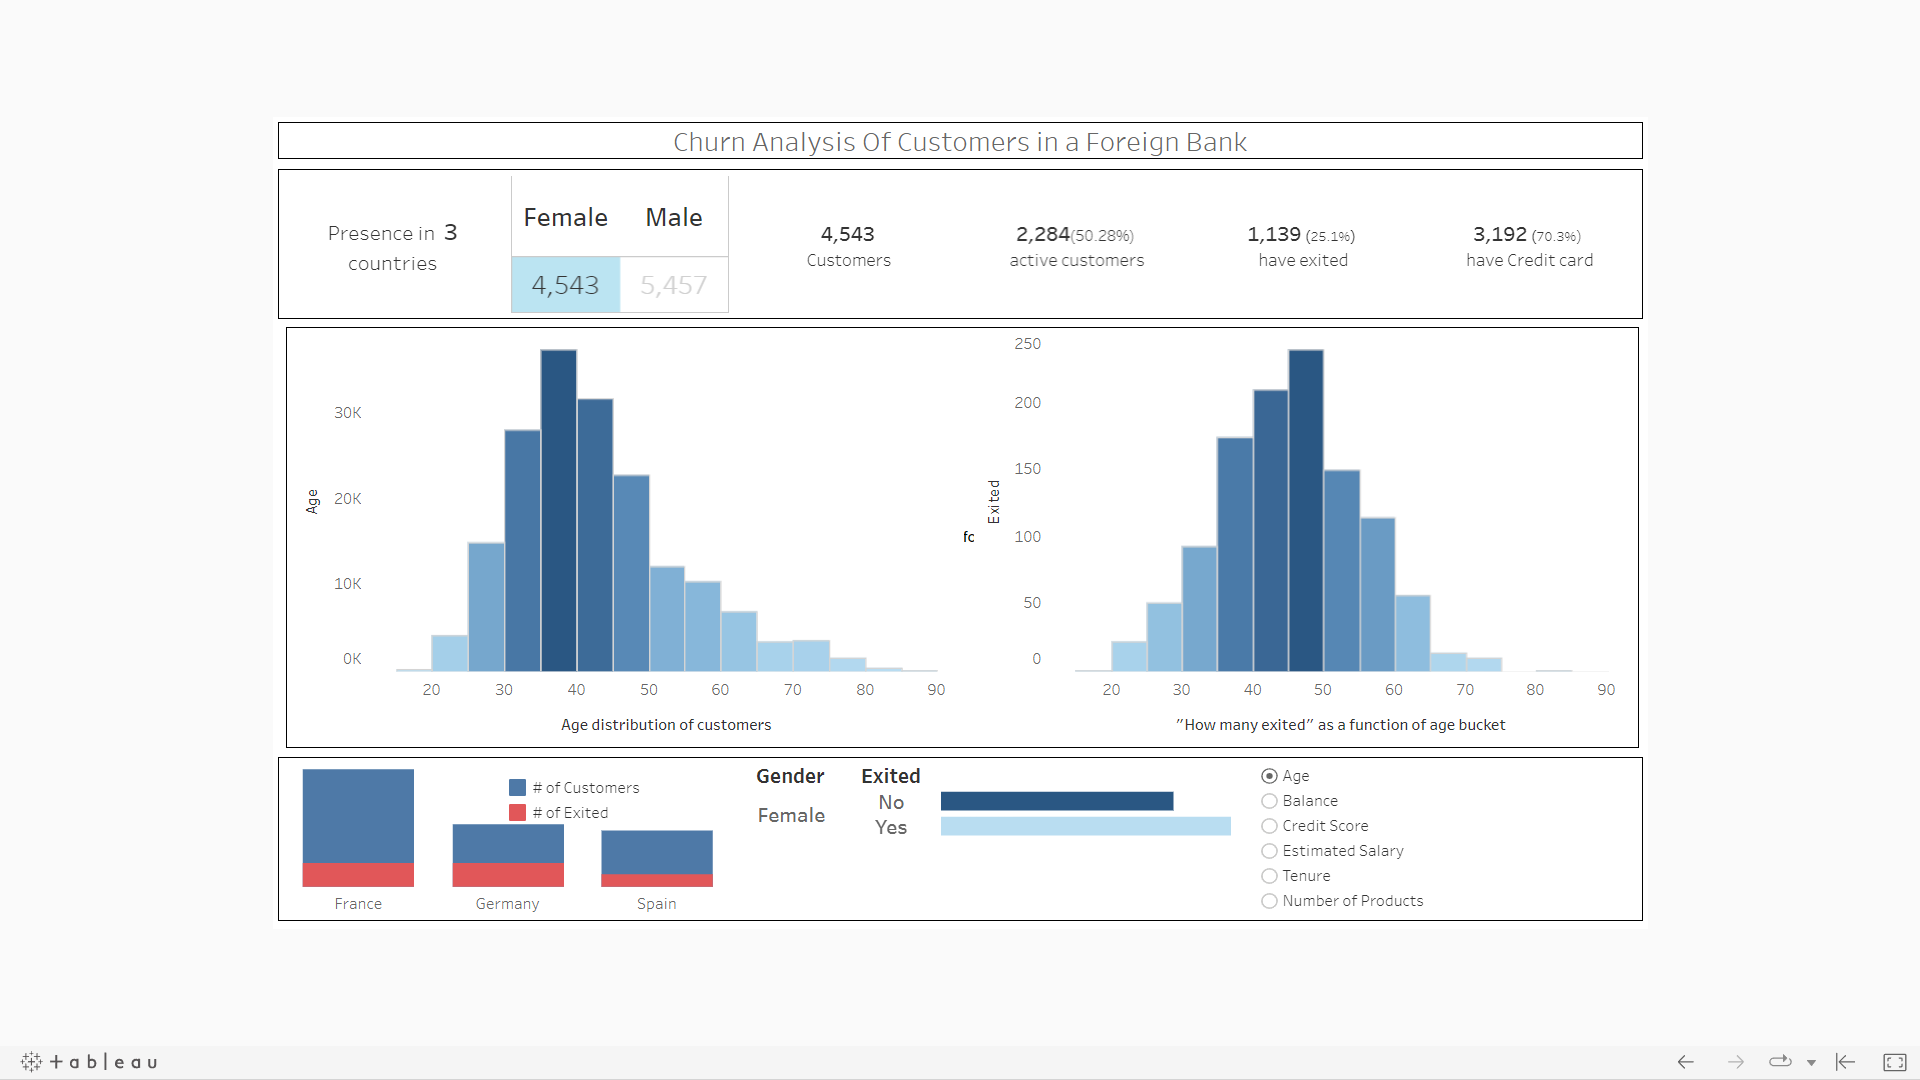 Churn Analysis Of Customers in a Foreign Bank
Presence in 3
countries
Female Male
4,543 5,457
4,543
Customers
2,284(50.28%)
active customers
1,139 (25.1%)
have exited
3,192 (70.3%)
have Credit card
30K
20K
10K
0K
Age
20 30 40 50 60 70 80 90
Age distribution of customers
fc
250
200
150
100
50
0
Exited
20 30 40 50 60 70 80 90
"How many exited" as a function of age bucket
# of Customers
# of Exited
France Germany Spain
Gender Exited
Female
No
Yes
Age
Balance
Credit Score
Estimated Salary
Tenure
Number of Products
+ableau